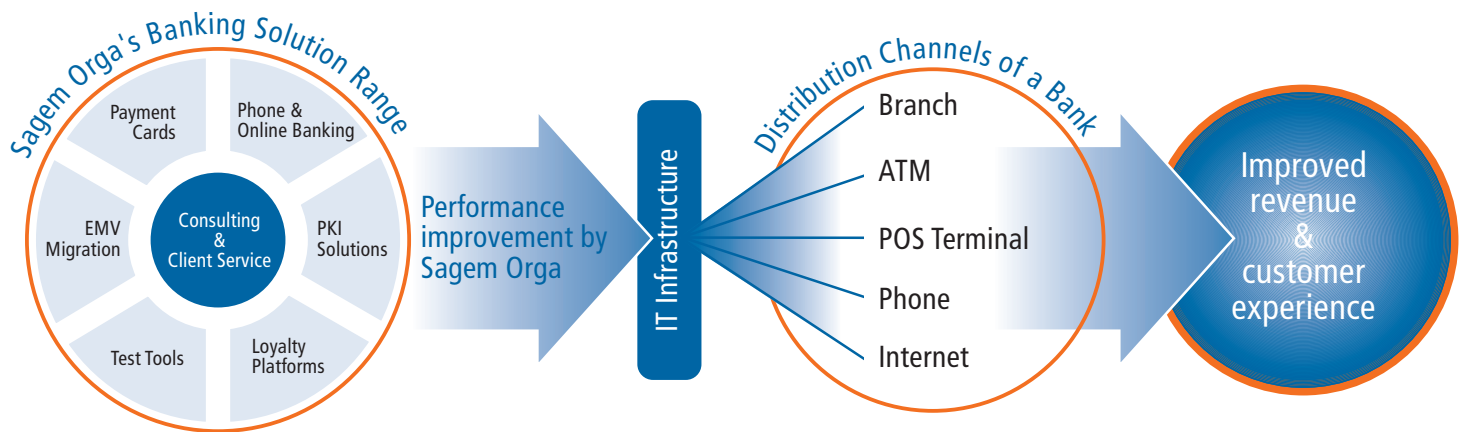 Sagem Orga's Banking Solution Range
Payment
Cards
Phone &
Online Banking
EMV
Migration
Consulting
&
Client Service
PKI
Solutions
Test Tools
Loyalty
Platforms
Performance
improvement by
Sagem Orga
IT Infrastructure
Distribution Channels of a Bank
Branch
ATM
POS Terminal
Phone
Internet
Improved
revenue
&
customer
experience